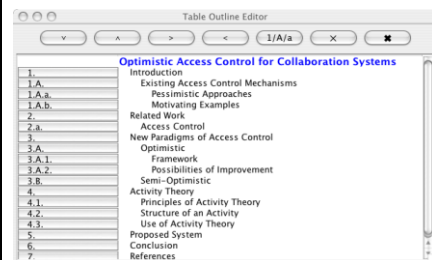 Table Outline Editor
v ʌ > < 1/A/a × ✖
Optimistic Access Control for Collaboration Systems
1. Introduction
1.A. Existing Access Control Mechanisms
1.A.a. Pessimistic Approaches
1.A.b. Motivating Examples
2. Related Work
2.a. Access Control
3. New Paradigms of Access Control
3.A. Optimistic
3.A.1. Framework
3.A.2. Possibilities of Improvement
3.B. Semi-Optimistic
4. Activity Theory
4.1. Principles of Activity Theory
4.2. Structure of an Activity
4.3. Use of Activity Theory
5. Proposed System
6. Conclusion
7. References